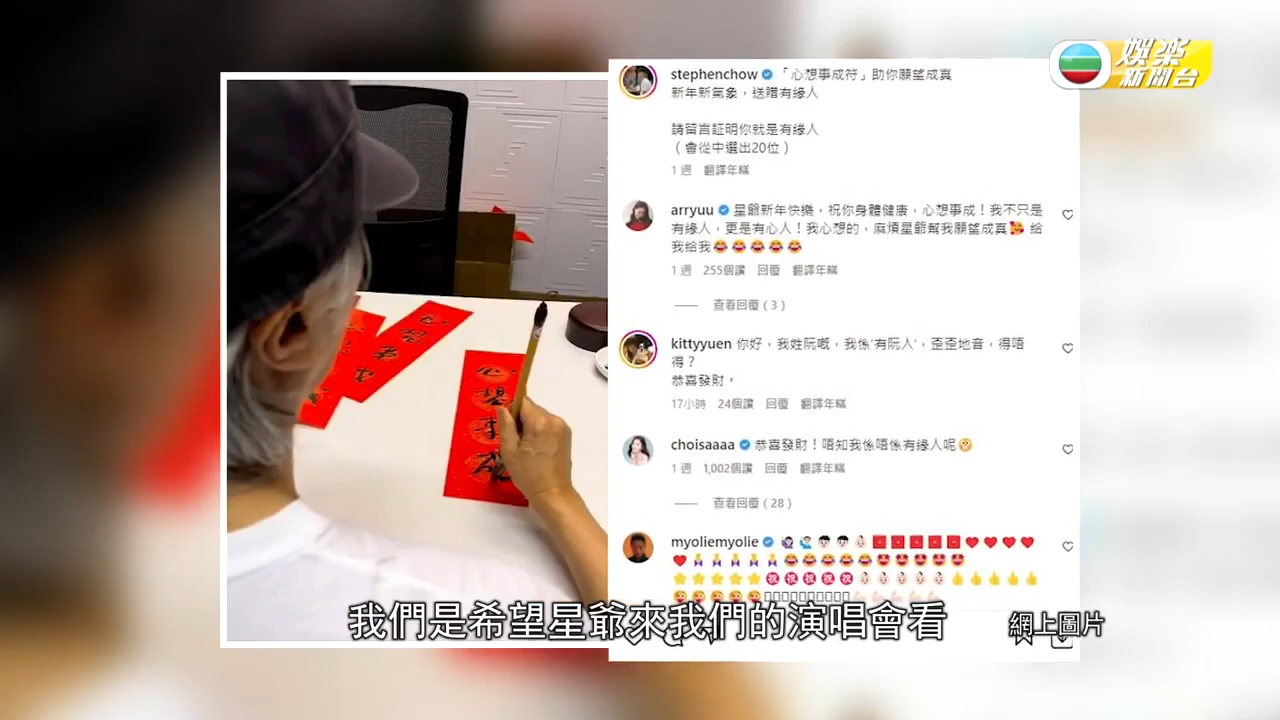 娛樂
新聞台
stephenchow 「心想事成符」助你願望成真
新年新氣象，送贈有緣人
請留言証明你就是有緣人
（會從中選出20位）
1 週 翻譯年糕
arryuu 星爺新年快樂，祝你身體健康，心想事成！我不只是
有緣人，更是有心人！我心想的，麻煩星爺幫我願望成真🥰 給
我給我😂😂😂😂😂
1 週 255個讚 回覆 翻譯年糕
查看回覆（3）
kittyyuen 你好，我姓阮嘅，我係‘有阮人’，歪歪地音，得唔
得？
恭喜發財。
17小時 24個讚 回覆 翻譯年糕
choisaaaa 恭喜發財！唔知我係唔係有緣人呢
1 週 1,002個讚 回覆 翻譯年糕
查看回覆（28）
myoliemyolie
心想事成
我們是希望星爺來我們的演唱會看
網上圖片